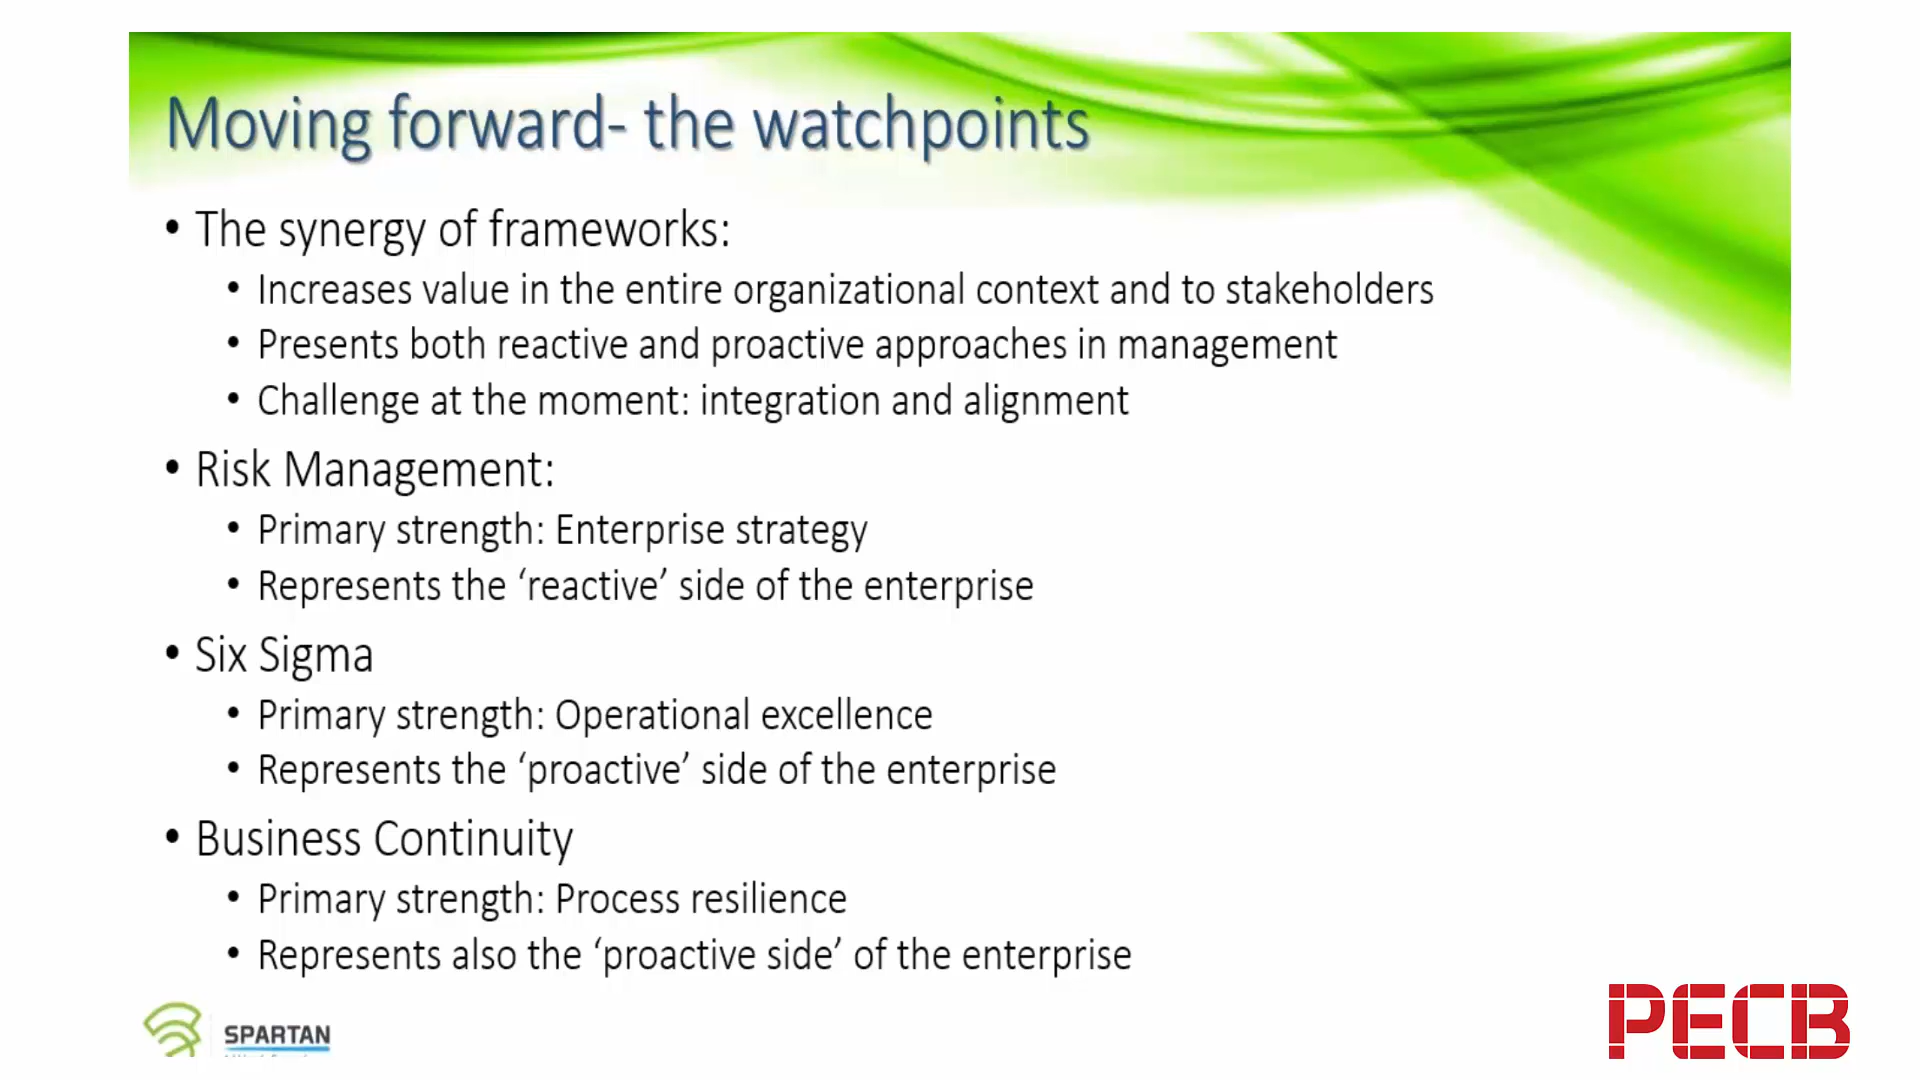 Moving forward- the watchpoints
• The synergy of frameworks:
• Increases value in the entire organizational context and to stakeholders
• Presents both reactive and proactive approaches in management
• Challenge at the moment: integration and alignment
• Risk Management:
• Primary strength: Enterprise strategy
• Represents the ‘reactive’ side of the enterprise
• Six Sigma
• Primary strength: Operational excellence
• Represents the ‘proactive’ side of the enterprise
• Business Continuity
• Primary strength: Process resilience
• Represents also the ‘proactive side’ of the enterprise
SPARTAN
PECB